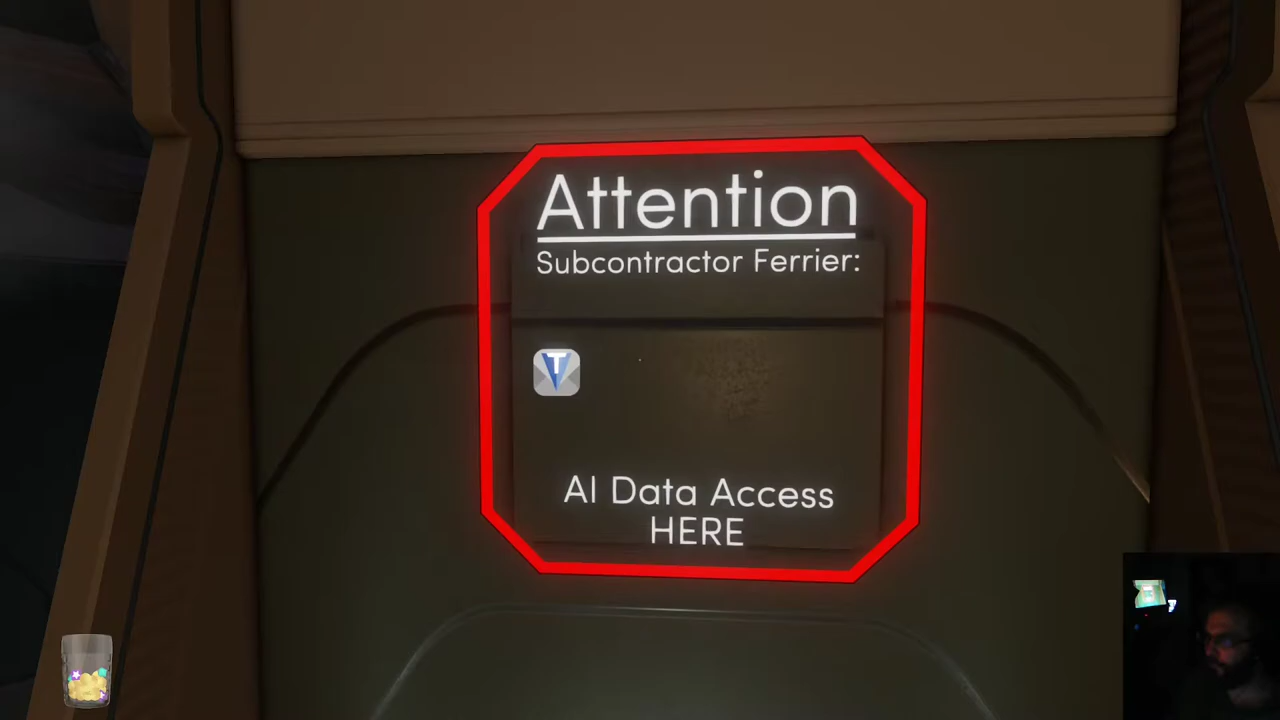 Attention
Subcontractor Ferrier:
T
AI Data Access
HERE